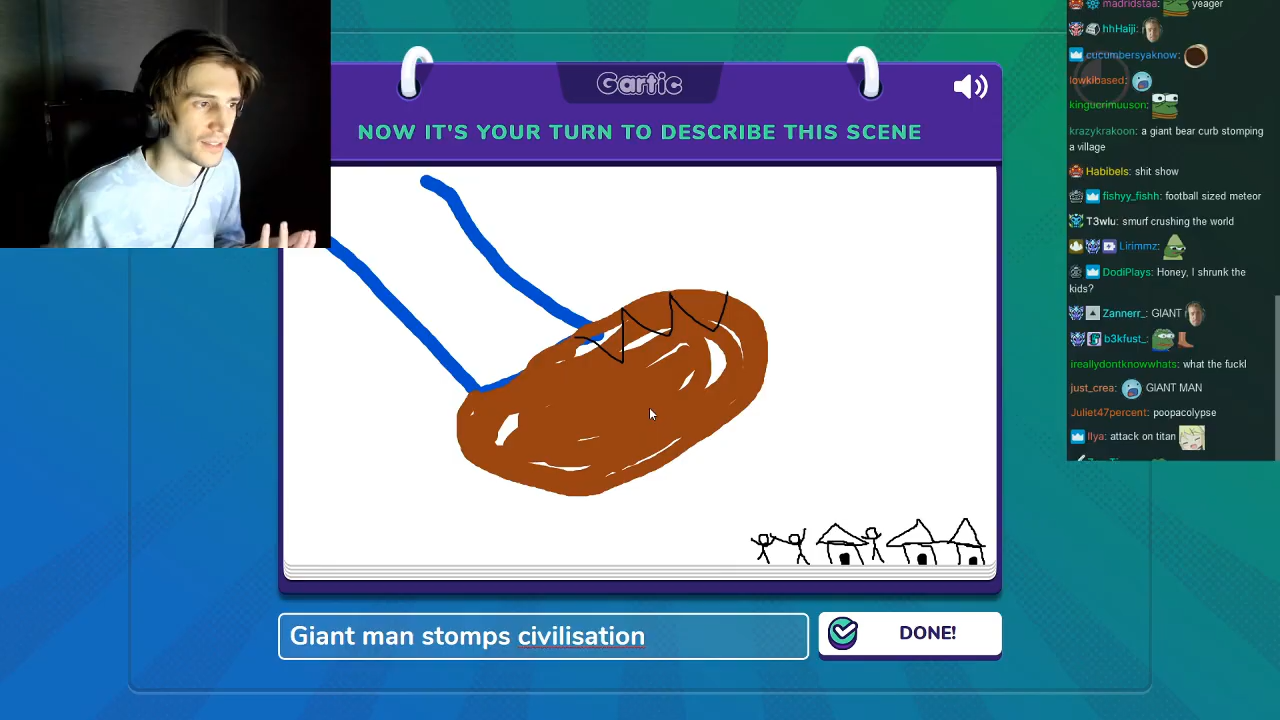 Gartic
NOW IT'S YOUR TURN TO DESCRIBE THIS SCENE
Giant man stomps civilisation
DONE!
madridstaa: yeager
hhHaiji:
cucumbersyaknow:
lowkibased:
kingucrimuuson:
krazykrakoon: a giant bear curb stomping
a village
Habibels: shit show
fishyy_fishh: football sized meteor
T3wlu: smurf crushing the world
Lirimmz:
DodiPlays: Honey, I shrunk the
kids?
Zannerr_: GIANT
b3kfust_:
ireallydontknowwhats: what the fuckl
just_crea: GIANT MAN
Juliet47percent: poopacolypse
Ilya: attack on titan